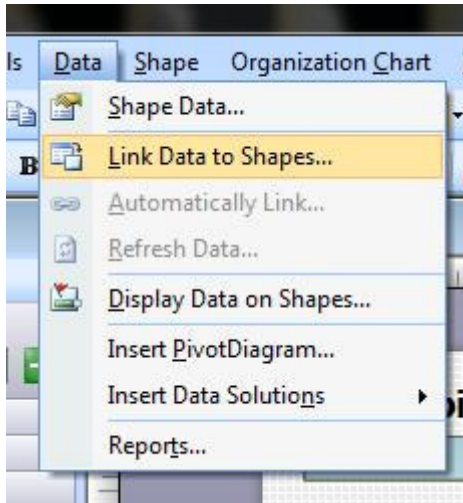 Data Shape Organization Chart
Shape Data...
B
Link Data to Shapes...
Automatically Link...
Refresh Data...
Display Data on Shapes...
Insert PivotDiagram...
Insert Data Solutions
Reports...